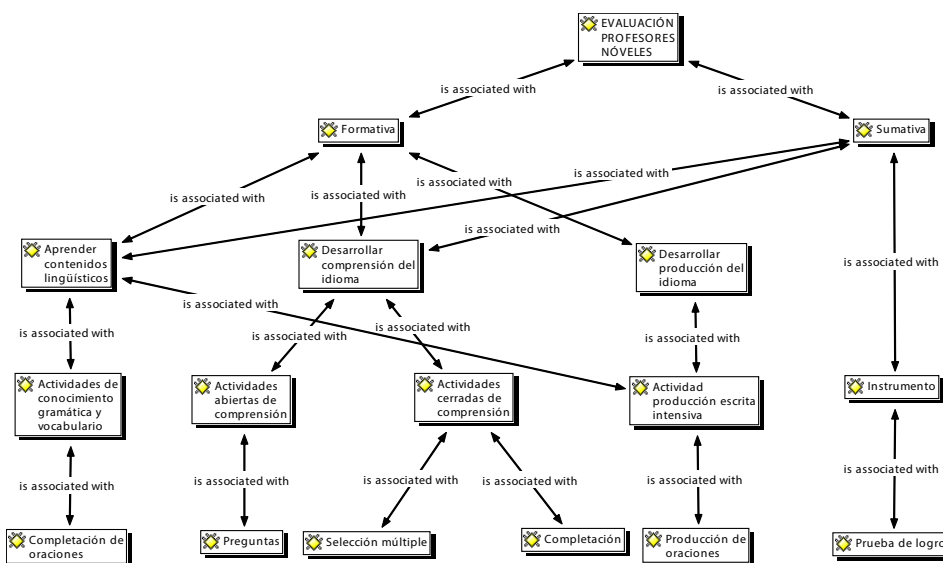 EVALUACIÓN
PROFESORES
NÓVELES
is associated with
is associated with
Formativa
Sumativa
is associated with
is associated with
is associated with
is associated with
is associated with
Aprender
contenidos
lingüísticos
Desarrollar
comprensión del
idioma
Desarrollar
producción del
idioma
is associated with
is associated with
is associated with
is associated with
is associated with
is associated with
Actividades de
conocimiento
gramática y
vocabulario
Actividades
abiertas de
comprensión
Actividades
cerradas de
comprensión
Actividad
producción escrita
intensiva
Instrumento
is associated with
is associated with
is associated with
is associated with
is associated with
is associated with
Completación de
oraciones
Preguntas
Selección múltiple
Completación
Producción de
oraciones
Prueba de logro